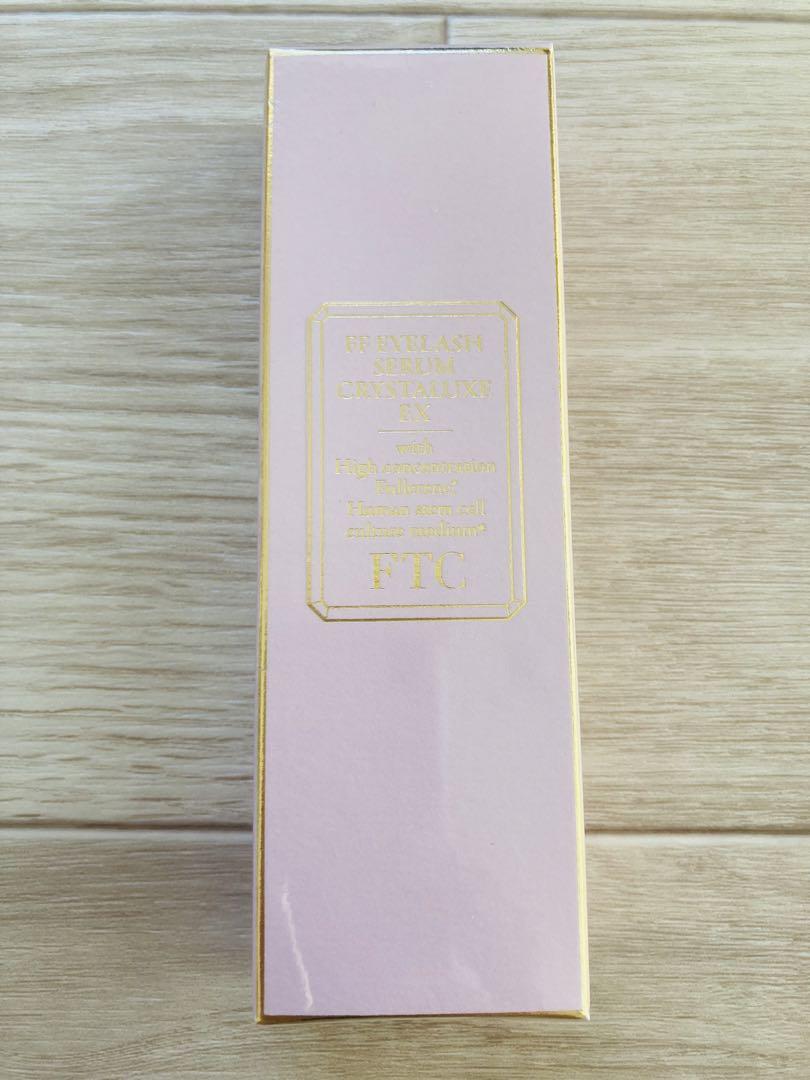 FF EYELASH
SERUM
CRYSTALUXE
EX
with
High concentration
Fullerene,*
Human stem cell
culture medium*
FTC